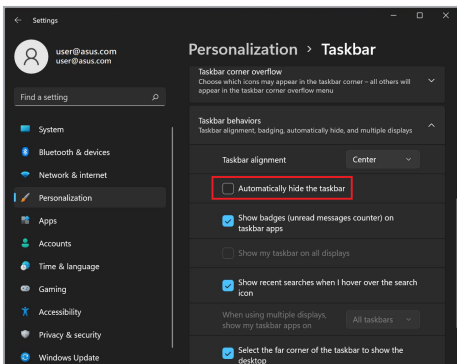 Settings
user@asus.com
user@asus.com
Find a setting
System
Bluetooth & devices
Network & internet
Personalization
Apps
Accounts
Time & language
Gaming
Accessibility
Privacy & security
Windows Update
Personalization > Taskbar
Taskbar corner overflow
Choose which icons may appear in the taskbar corner – all others will
appear in the taskbar corner overflow menu
Taskbar behaviors
Taskbar alignment, badging, automatically hide, and multiple displays
Taskbar alignment Center
Automatically hide the taskbar
Show badges (unread messages counter) on
taskbar apps
Show my taskbar on all displays
Show recent searches when I hover over the search
icon
When using multiple displays, All taskbars
show my taskbar apps on
Select the far corner of the taskbar to show the
desktop